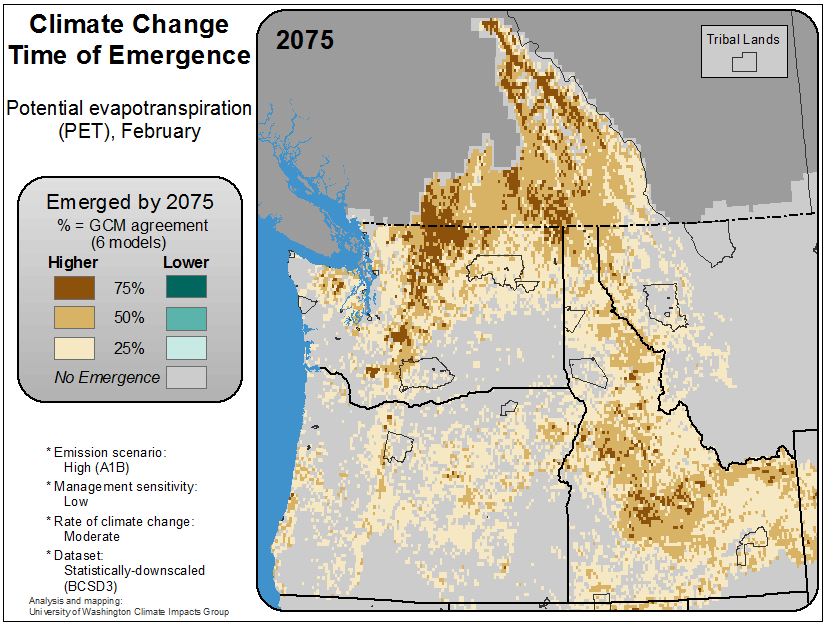 Climate Change
Time of Emergence
Potential evapotranspiration
(PET), February
Emerged by 2075
% = GCM agreement
(6 models)
Higher Lower
75%
50%
25%
No Emergence
* Emission scenario:
High (A1B)
* Management sensitivity:
Low
* Rate of climate change:
Moderate
* Dataset:
Statistically-downscaled
(BCSD3)
Analysis and mapping:
University of Washington Climate Impacts Group
2075
Tribal Lands